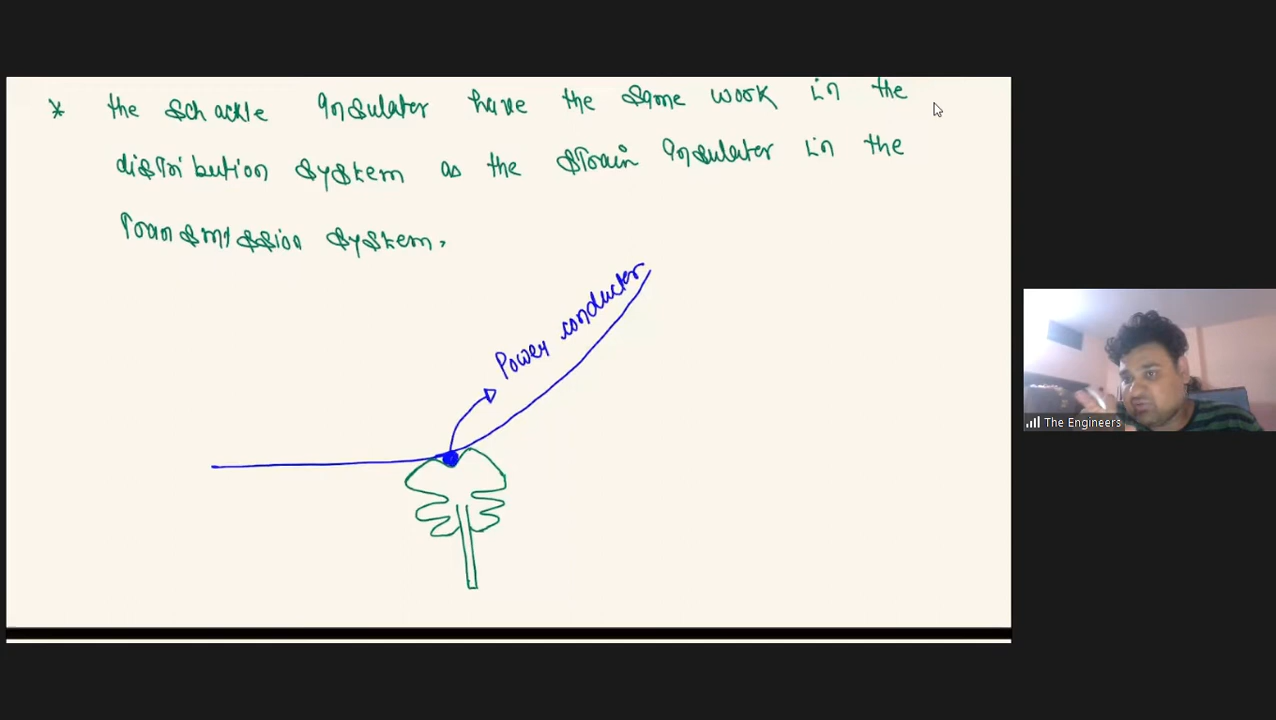 * the Schackle Insulater have the same work in the
distribution system as the strain Insulater in the
Transmission system.
Power conductor
The Engineers